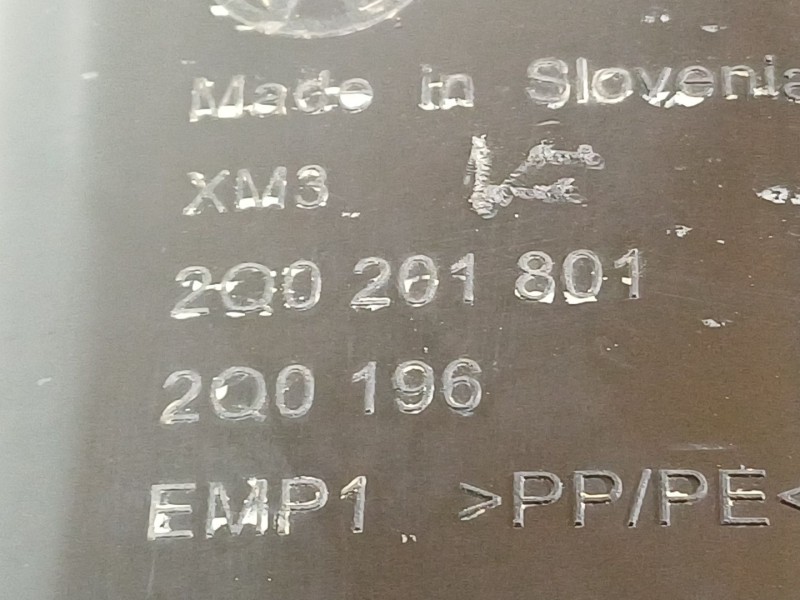 Made in Slovenia
XM3
2Q0 201 801
2Q0 196
EMP1 >PP/PE<